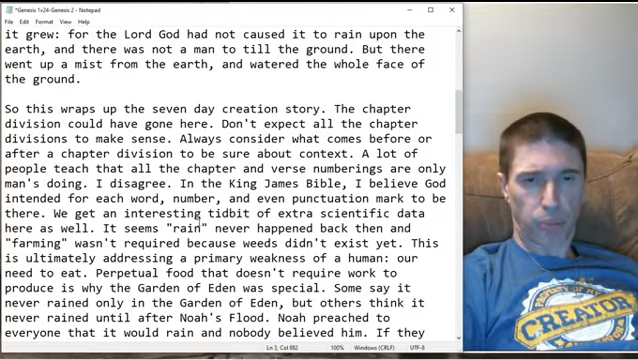 *Genesis 1v24-Genesis 2 - Notepad
File Edit Format View Help
it grew: for the Lord God had not caused it to rain upon the
earth, and there was not a man to till the ground. But there
went up a mist from the earth, and watered the whole face of
the ground.
So this wraps up the seven day creation story. The chapter
division could have gone here. Don't expect all the chapter
divisions to make sense. Always consider what comes before or
after a chapter division to be sure about context. A lot of
people teach that all the chapter and verse numberings are only
man's doing. I disagree. In the King James Bible, I believe God
intended for each word, number, and even punctuation mark to be
there. We get an interesting tidbit of extra scientific data
here as well. It seems "rain" never happened back then and
"farming" wasn't required because weeds didn't exist yet. This
is ultimately addressing a primary weakness of a human: our
need to eat. Perpetual food that doesn't require work to
produce is why the Garden of Eden was special. Some say it
never rained only in the Garden of Eden, but others think it
never rained until after Noah's Flood. Noah preached to
everyone that it would rain and nobody believed him. If they
Ln 3, Col 882 100% Windows (CRLF) UTF-8
PROPERTY OF MY
CREATOR